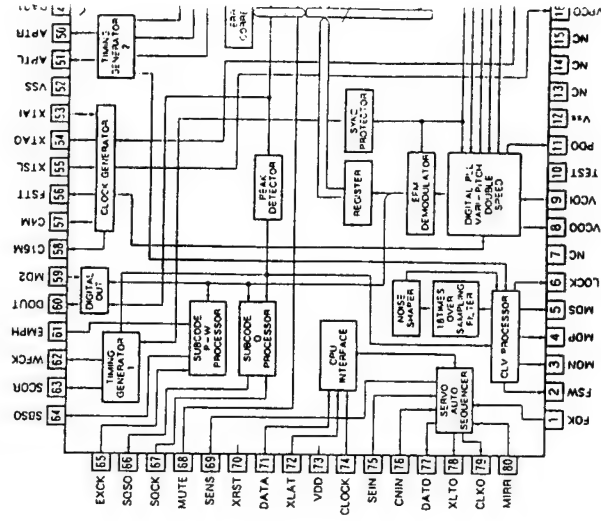 APTR
50
APTL
51
VSS
52
XTAI
53
XTAO
54
XTSL
55
FSTT
56
C4M
57
C16M
58
MD2
59
DOUT
60
EMPH
61
WFCK
62
SCOR
63
SBSO
64
TIMING
GENERATOR
2
CLOCK GENERATOR
DIGITAL
OUT
TIMING
GENERATOR
1
ERR
CORRE
PEAK
DETECTOR
SUBCODE
P-W
PROCESSOR
SUBCODE
Q
PROCESSOR
SYNC
PROTECTOR
REGISTER
EFM
DEMODULATOR
DIGITAL PLL
VARI-PITCH
DOUBLE
SPEED
NOISE
SHAPER
18TIMES
OVER
SAMPLING
FILTER
CLV PROCESSOR
CPU
INTERFACE
SERVO
AUTO
SEQUENCER
16
VPCO
15
NC
14
NC
13
NC
12
Vss
11
PDO
10
TEST
9
VCOI
8
VCOO
7
NC
6
LOCK
5
MDS
4
MDP
3
MON
2
FSW
1
FOK
65
EXCK
66
SQSO
67
SOCK
68
MUTE
69
SENS
70
XRST
71
DATA
72
XLAT
73
VDD
74
CLOCK
75
SEIN
76
CNIN
77
DATO
78
XLTO
79
CLKO
80
MIRR